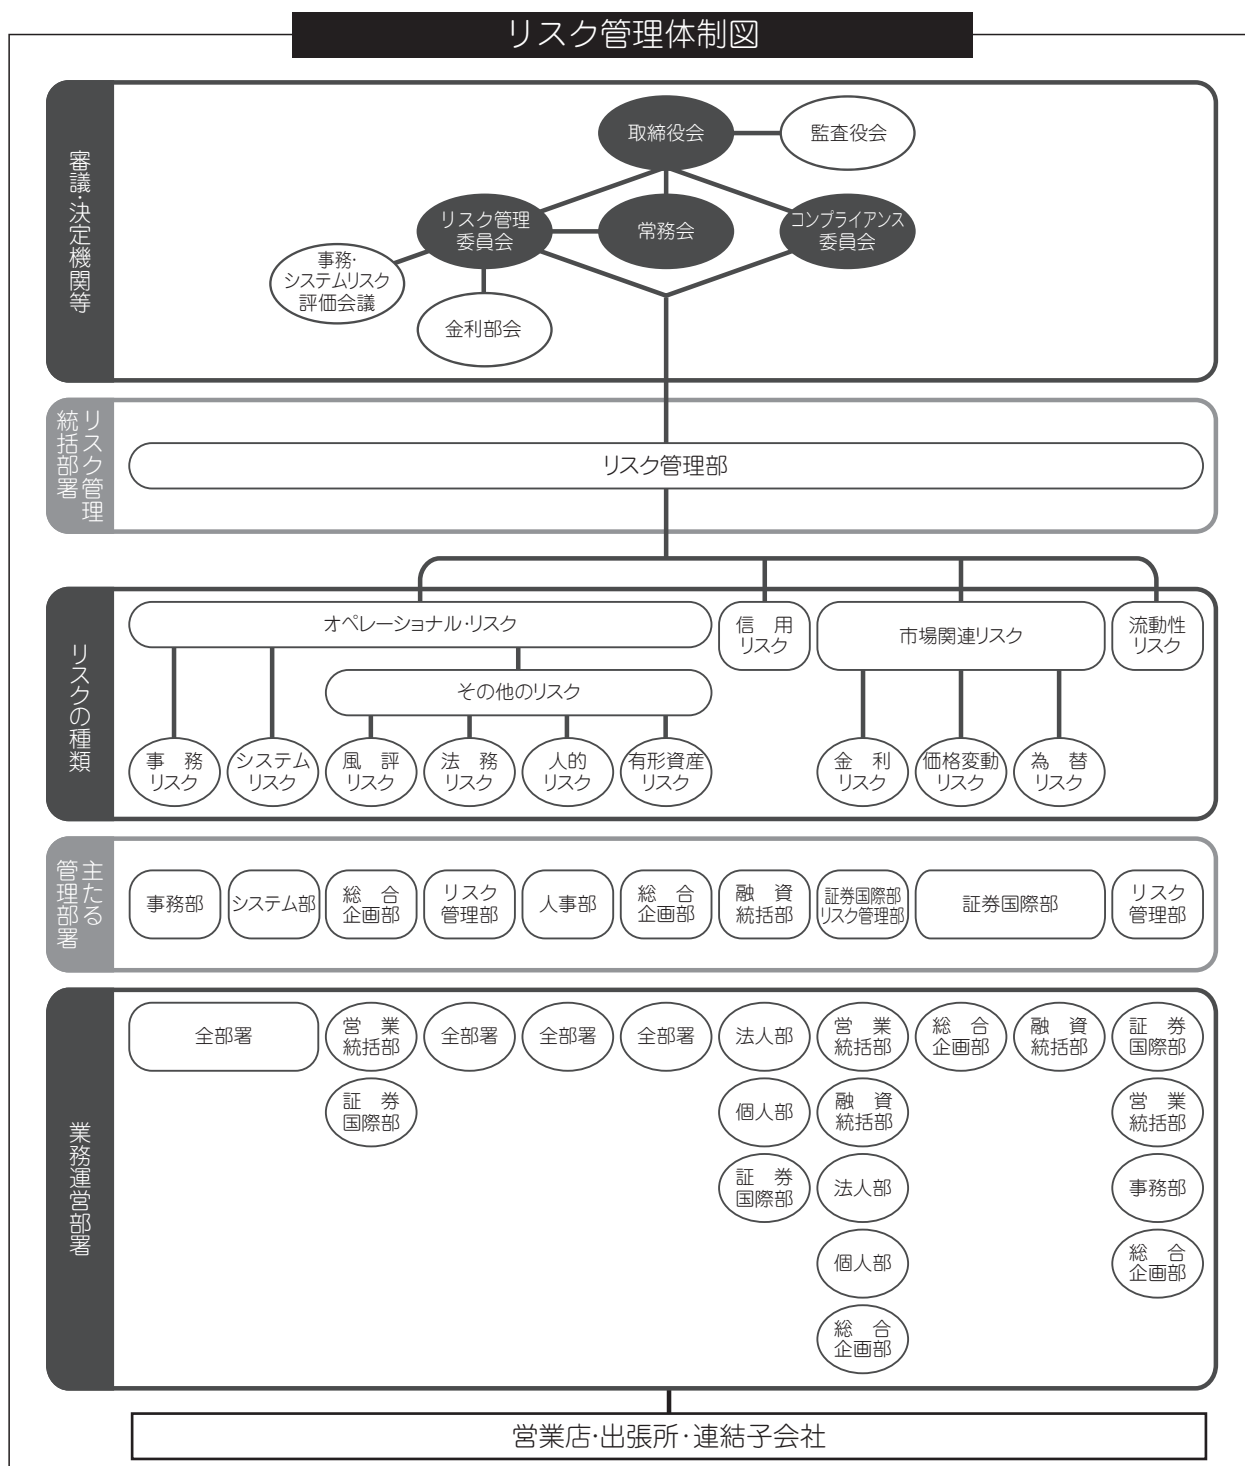 リスク管理体制図
審議・決定機関等
取締役会
監査役会
リスク管理
委員会
常務会
コンプライアンス
委員会
事務・
システムリスク
評価会議
金利部会
リスク管理
統括部署
リスク管理部
リスクの種類
オペレーショナル・リスク
信用
リスク
市場関連リスク
流動性
リスク
その他のリスク
事務
リスク
システム
リスク
風評
リスク
法務
リスク
人的
リスク
有形資産
リスク
金利
リスク
価格変動
リスク
為替
リスク
主たる
管理部署
事務部
システム部
総合
企画部
リスク
管理部
人事部
総合
企画部
融資
統括部
証券国際部
リスク管理部
証券国際部
リスク
管理部
業務運営部署
全部署
営業
統括部
全部署
全部署
全部署
法人部
営業
統括部
総合
企画部
融資
統括部
証券
国際部
証券
国際部
個人部
融資
統括部
営業
統括部
証券
国際部
法人部
事務部
個人部
総合
企画部
総合
企画部
営業店・出張所・連結子会社